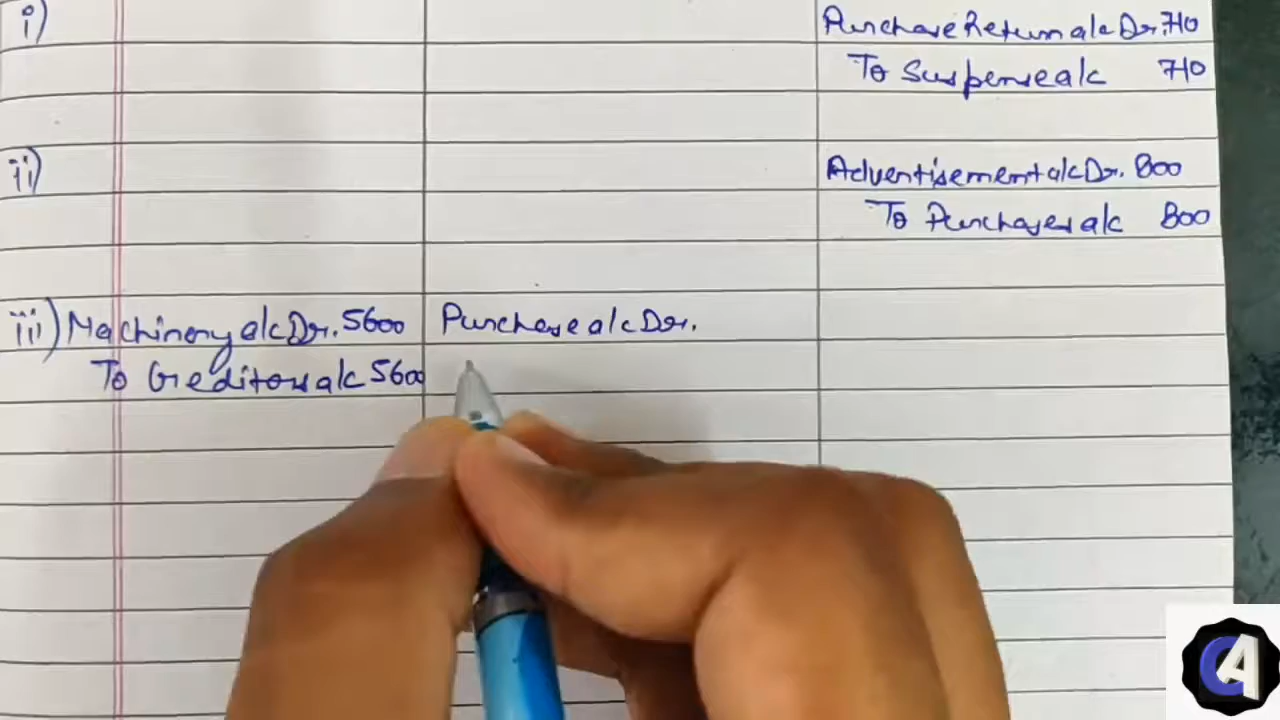 i)
Purchase Return a/c Dr. 710
To Suspense a/c 710
ii)
Advertisement a/c Dr. 800
To Purchases a/c 800
iii) Machinery a/c Dr. 5600
To Creditors a/c 5600
Purchase a/c Dr.
CA